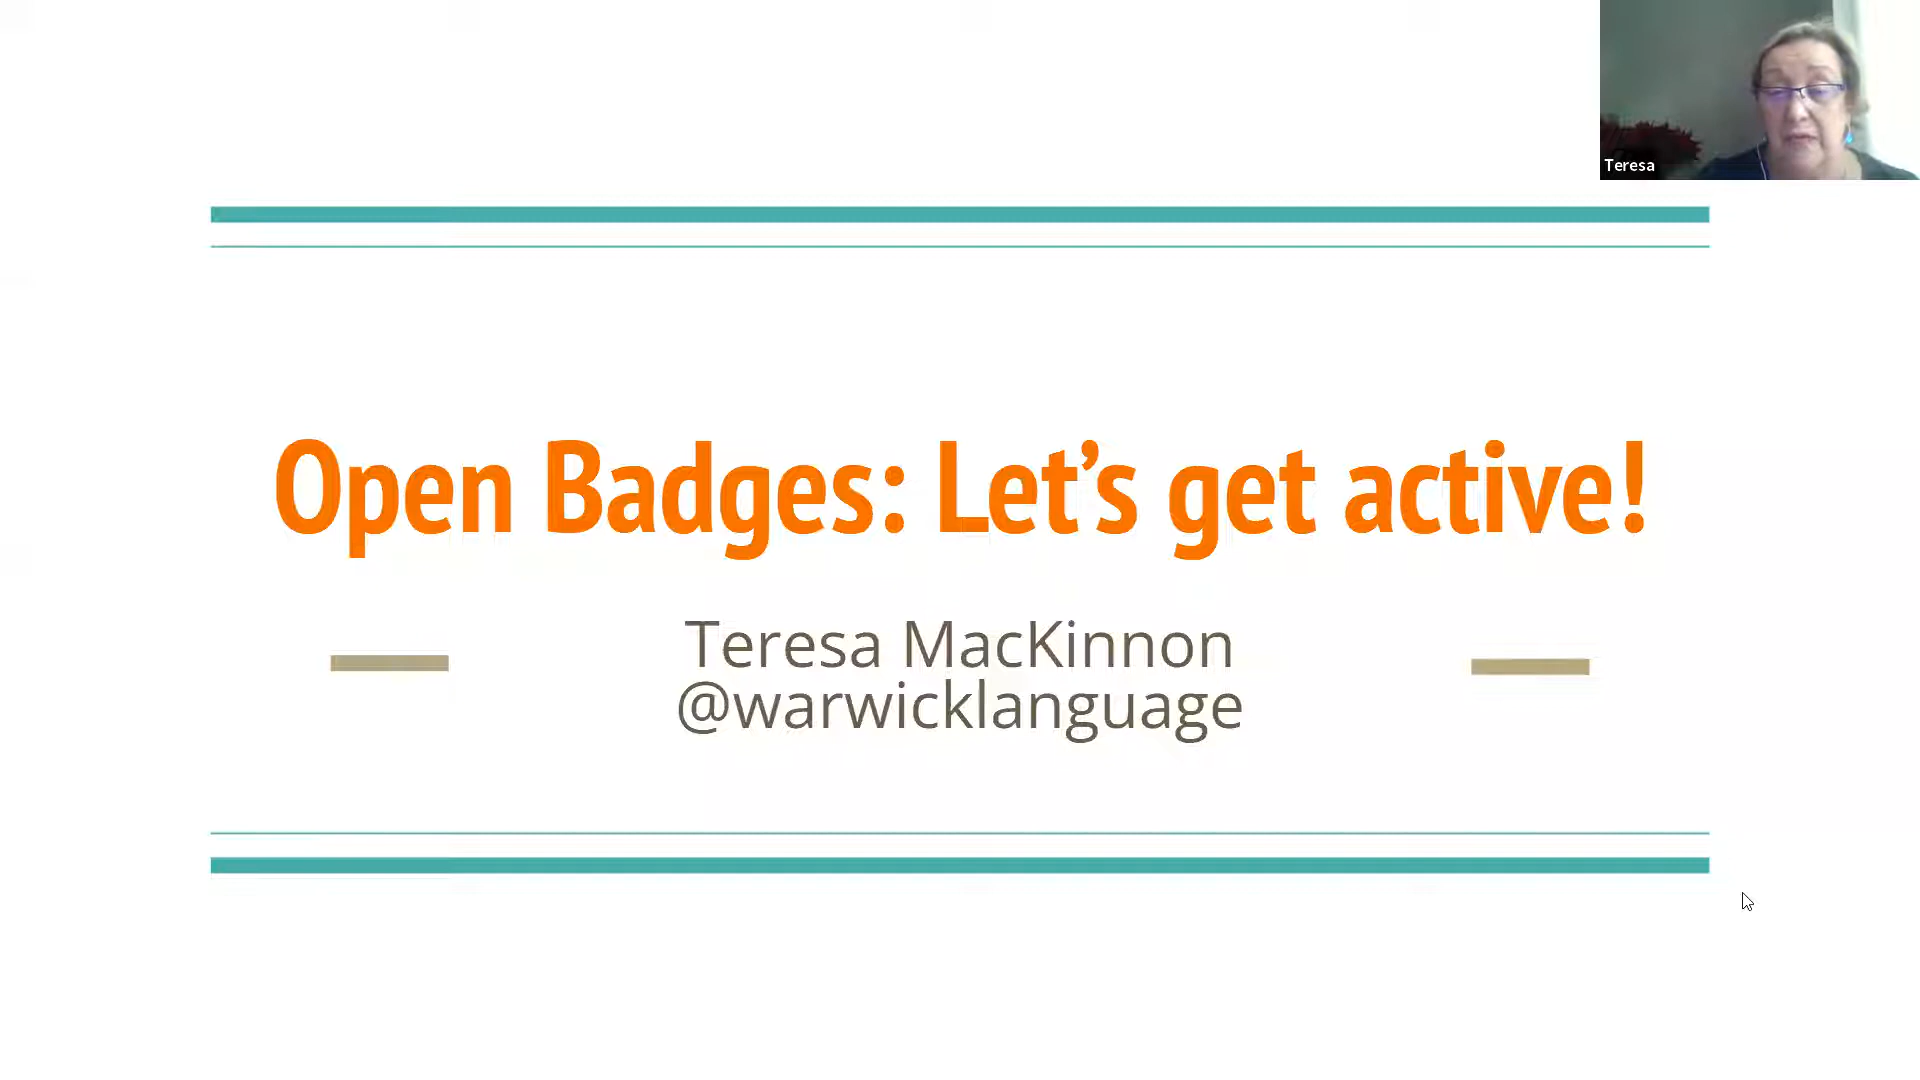 Teresa
Open Badges: Let’s get active!
Teresa MacKinnon
@warwicklanguage